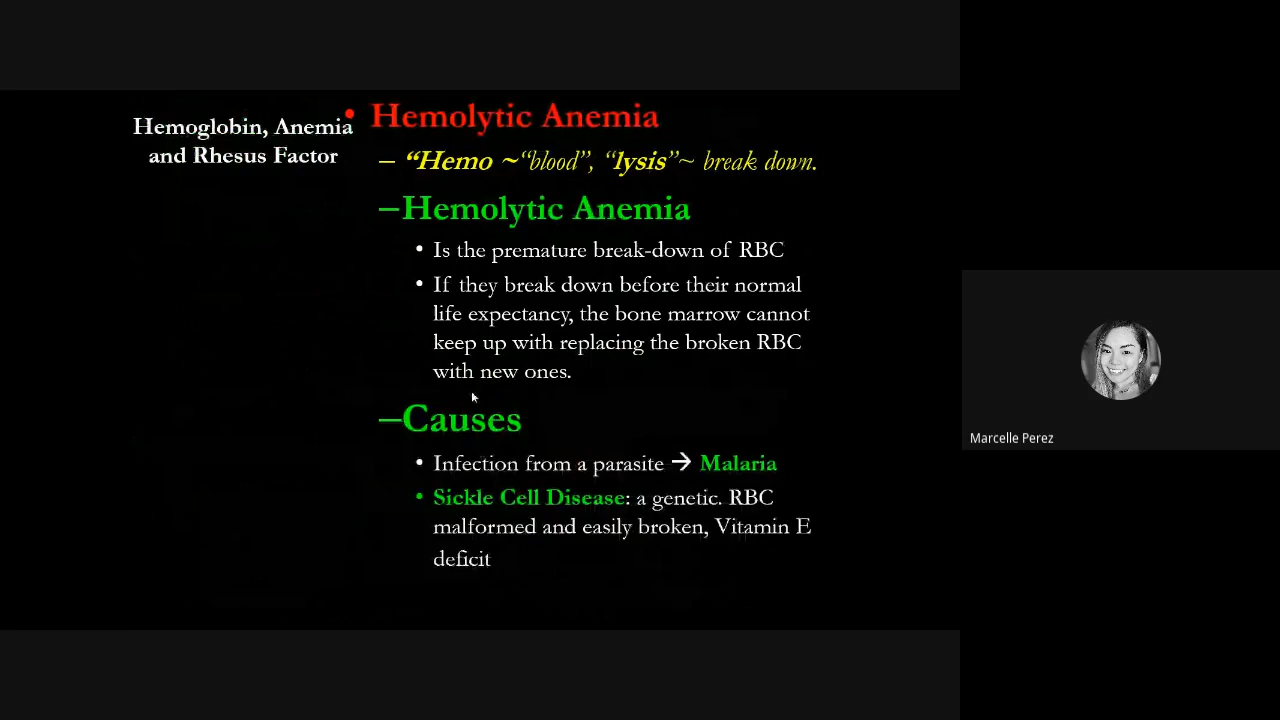 Hemoglobin, Anemia
and Rhesus Factor
• Hemolytic Anemia
– “Hemo ~“blood”, “lysis”~ break down.
–Hemolytic Anemia
• Is the premature break-down of RBC
• If they break down before their normal
life expectancy, the bone marrow cannot
keep up with replacing the broken RBC
with new ones.
–Causes
• Infection from a parasite → Malaria
• Sickle Cell Disease: a genetic. RBC
malformed and easily broken, Vitamin E
deficit
Marcelle Perez